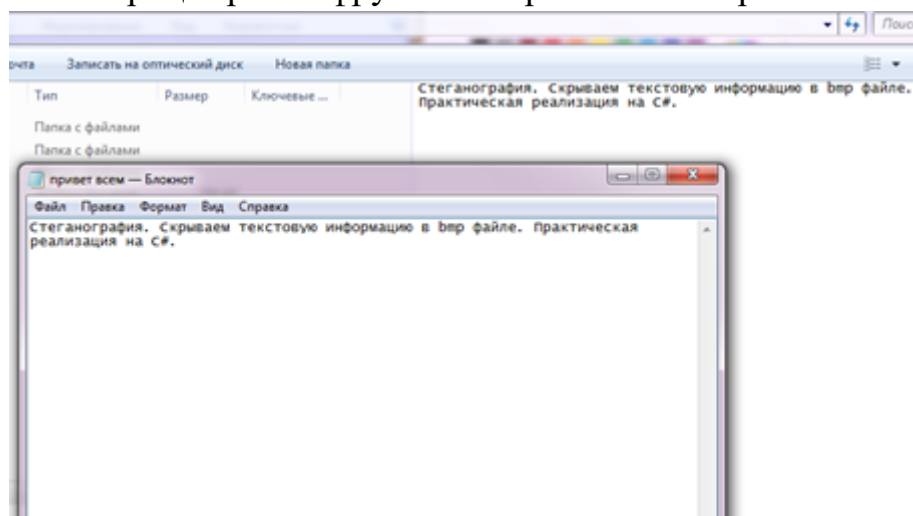 Поис
очта Записать на оптический диск Новая папка
Тип Размер Ключевые ...
Папка с файлами
Папка с файлами
Стеганография. Скрываем текстовую информацию в bmp файле.
Практическая реализация на C#.
привет всем — Блокнот
Файл Правка Формат Вид Справка
Стеганография. Скрываем текстовую информацию в bmp файле. Практическая
реализация на C#.